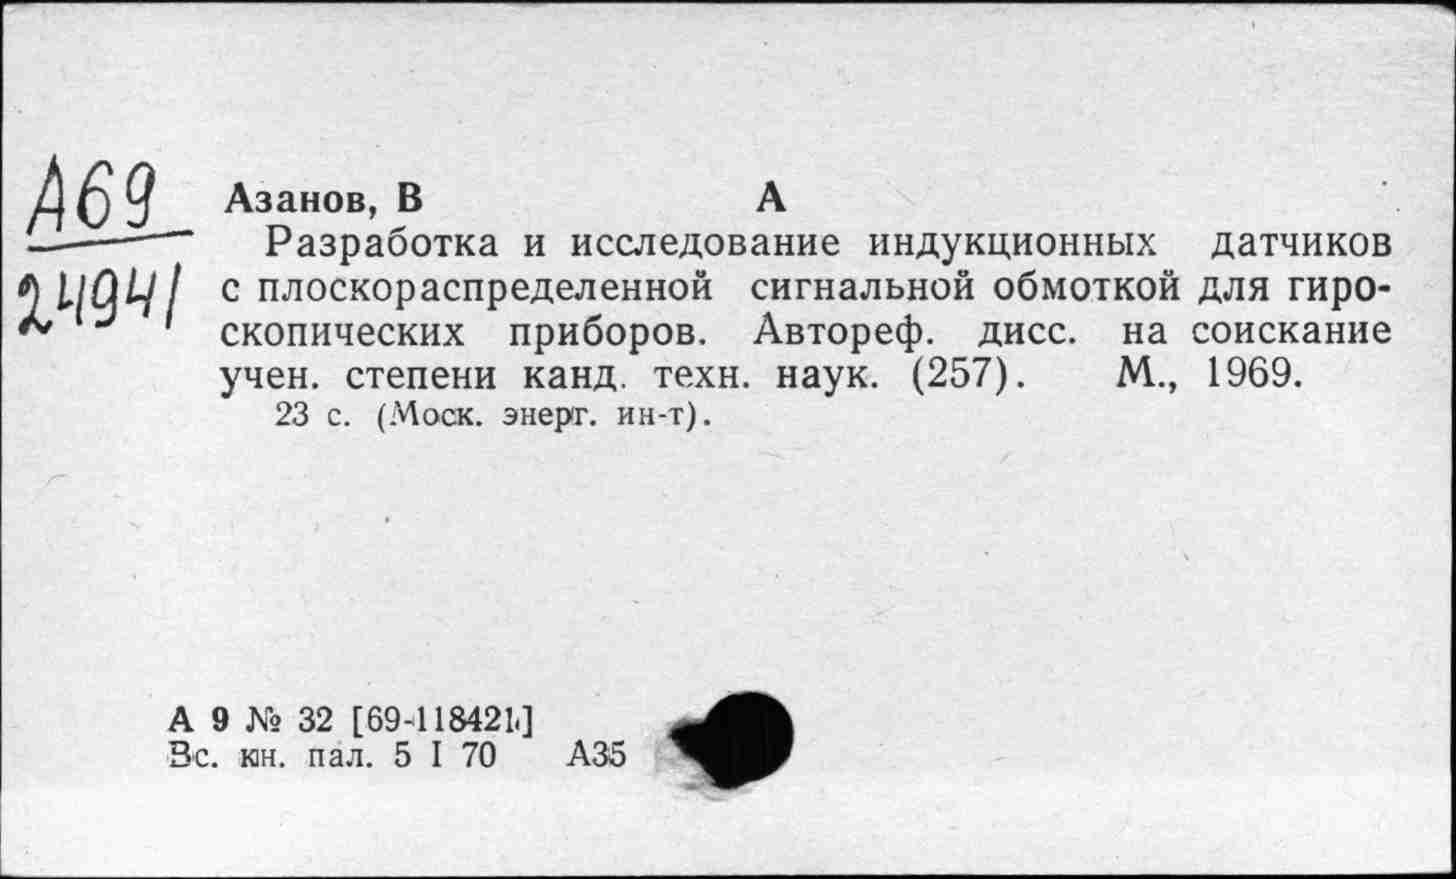 А69
24941
Азанов, В А
Разработка и исследование индукционных датчиков
с плоскораспределенной сигнальной обмоткой для гиро-
скопических приборов. Автореф. дисс. на соискание
учен. степени канд. техн. наук. (257). М., 1969.
23 с. (Моск. энерг. ин-т).
А 9 № 32 [69-118421]
Вс. кн. пал. 5 I 70 А35